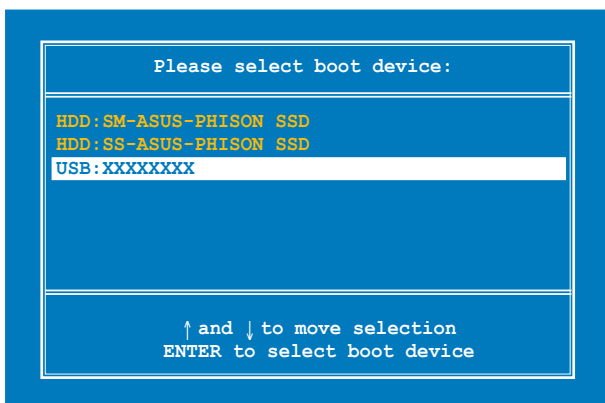 Please select boot device:
HDD:SM-ASUS-PHISON SSD
HDD:SS-ASUS-PHISON SSD
USB:XXXXXXXX
↑ and ↓ to move selection
ENTER to select boot device